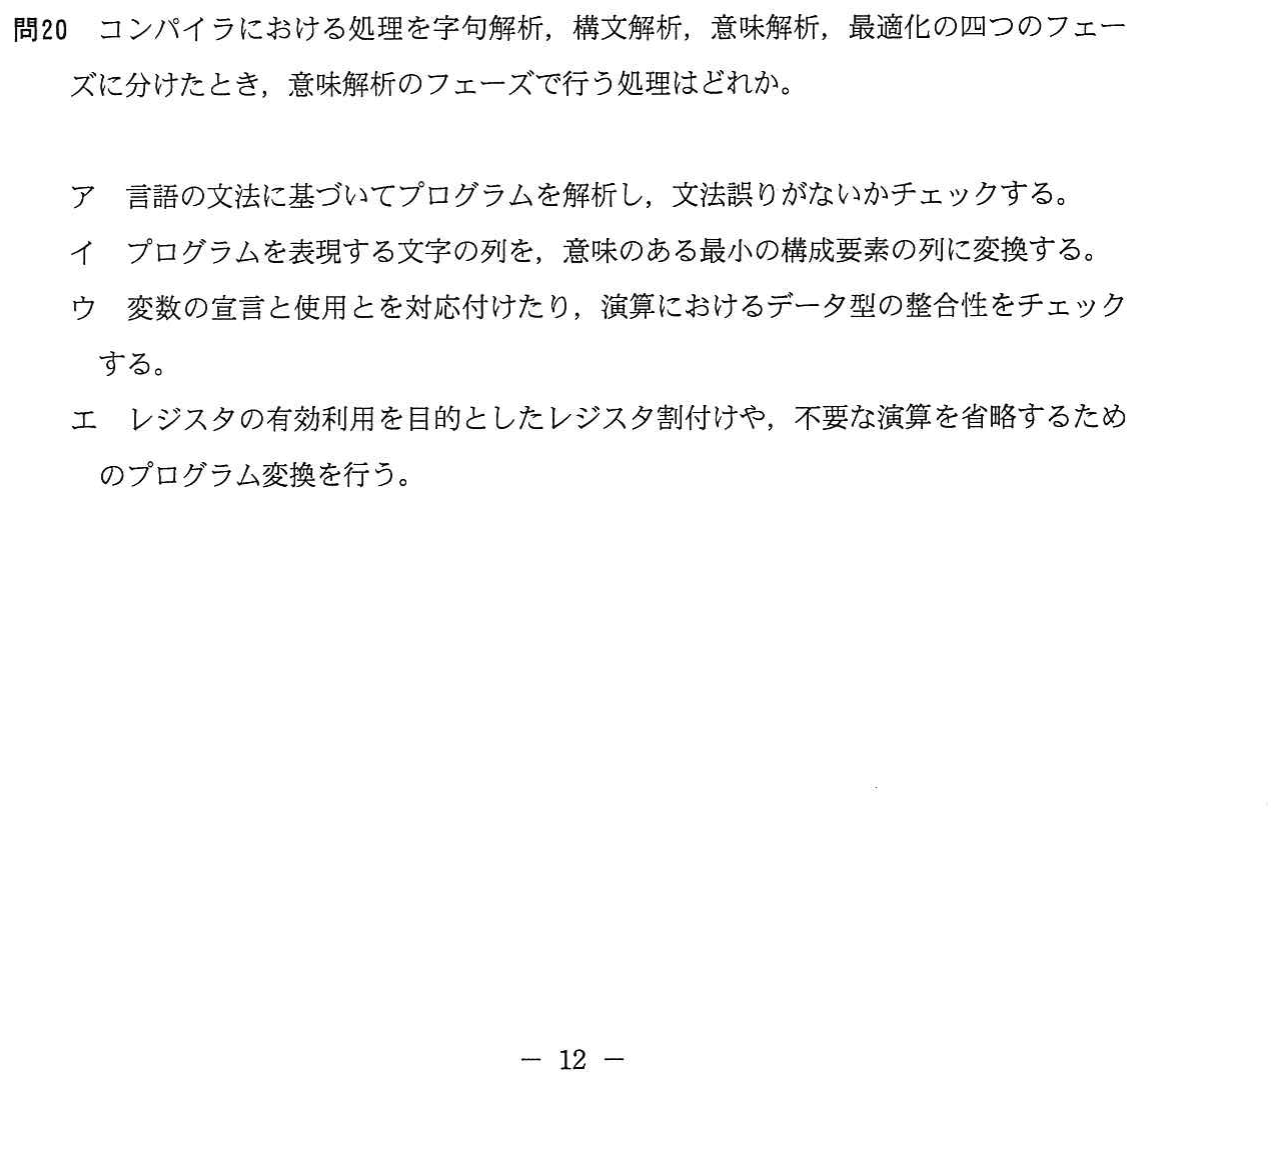 問20 コンパイラにおける処理を字句解析，構文解析，意味解析，最適化の四つのフェー
ズに分けたとき，意味解析のフェーズで行う処理はどれか。
ア 言語の文法に基づいてプログラムを解析し，文法誤りがないかチェックする。
イ プログラムを表現する文字の列を，意味のある最小の構成要素の列に変換する。
ウ 変数の宣言と使用とを対応付けたり，演算におけるデータ型の整合性をチェック
する。
エ レジスタの有効利用を目的としたレジスタ割付けや，不要な演算を省略するため
のプログラム変換を行う。
－ 12 －